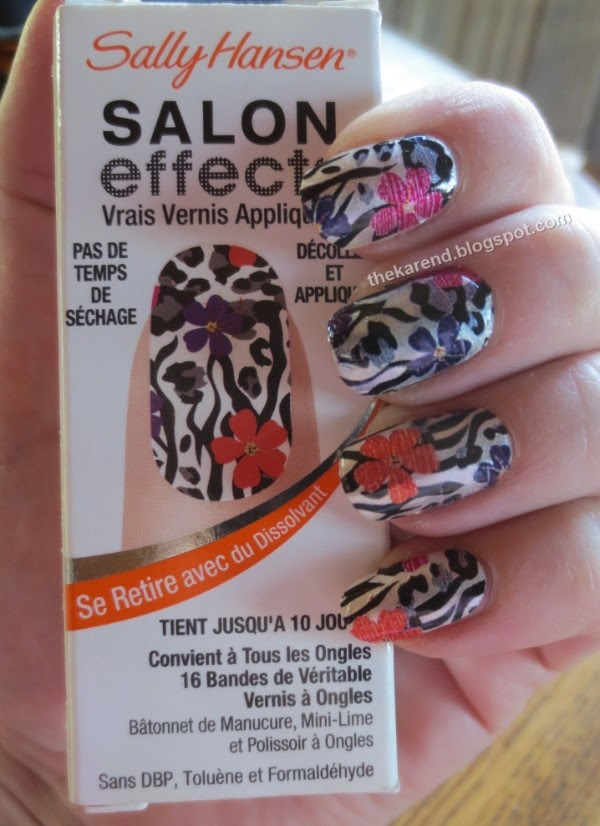 Sally Hansen®
SALON
effects
Vrais Vernis Appliqu
PAS DE
TEMPS
DE
SÉCHAGE
DÉCOLLE
ET
APPLIQU
thekarend.blogspot.com
Se Retire avec du Dissolvant
TIENT JUSQU'A 10 JOU
Convient à Tous les Ongles
16 Bandes de Véritable
Vernis à Ongles
Bâtonnet de Manucure, Mini-Lime
et Polissoir à Ongles
Sans DBP, Toluène et Formaldéhyde